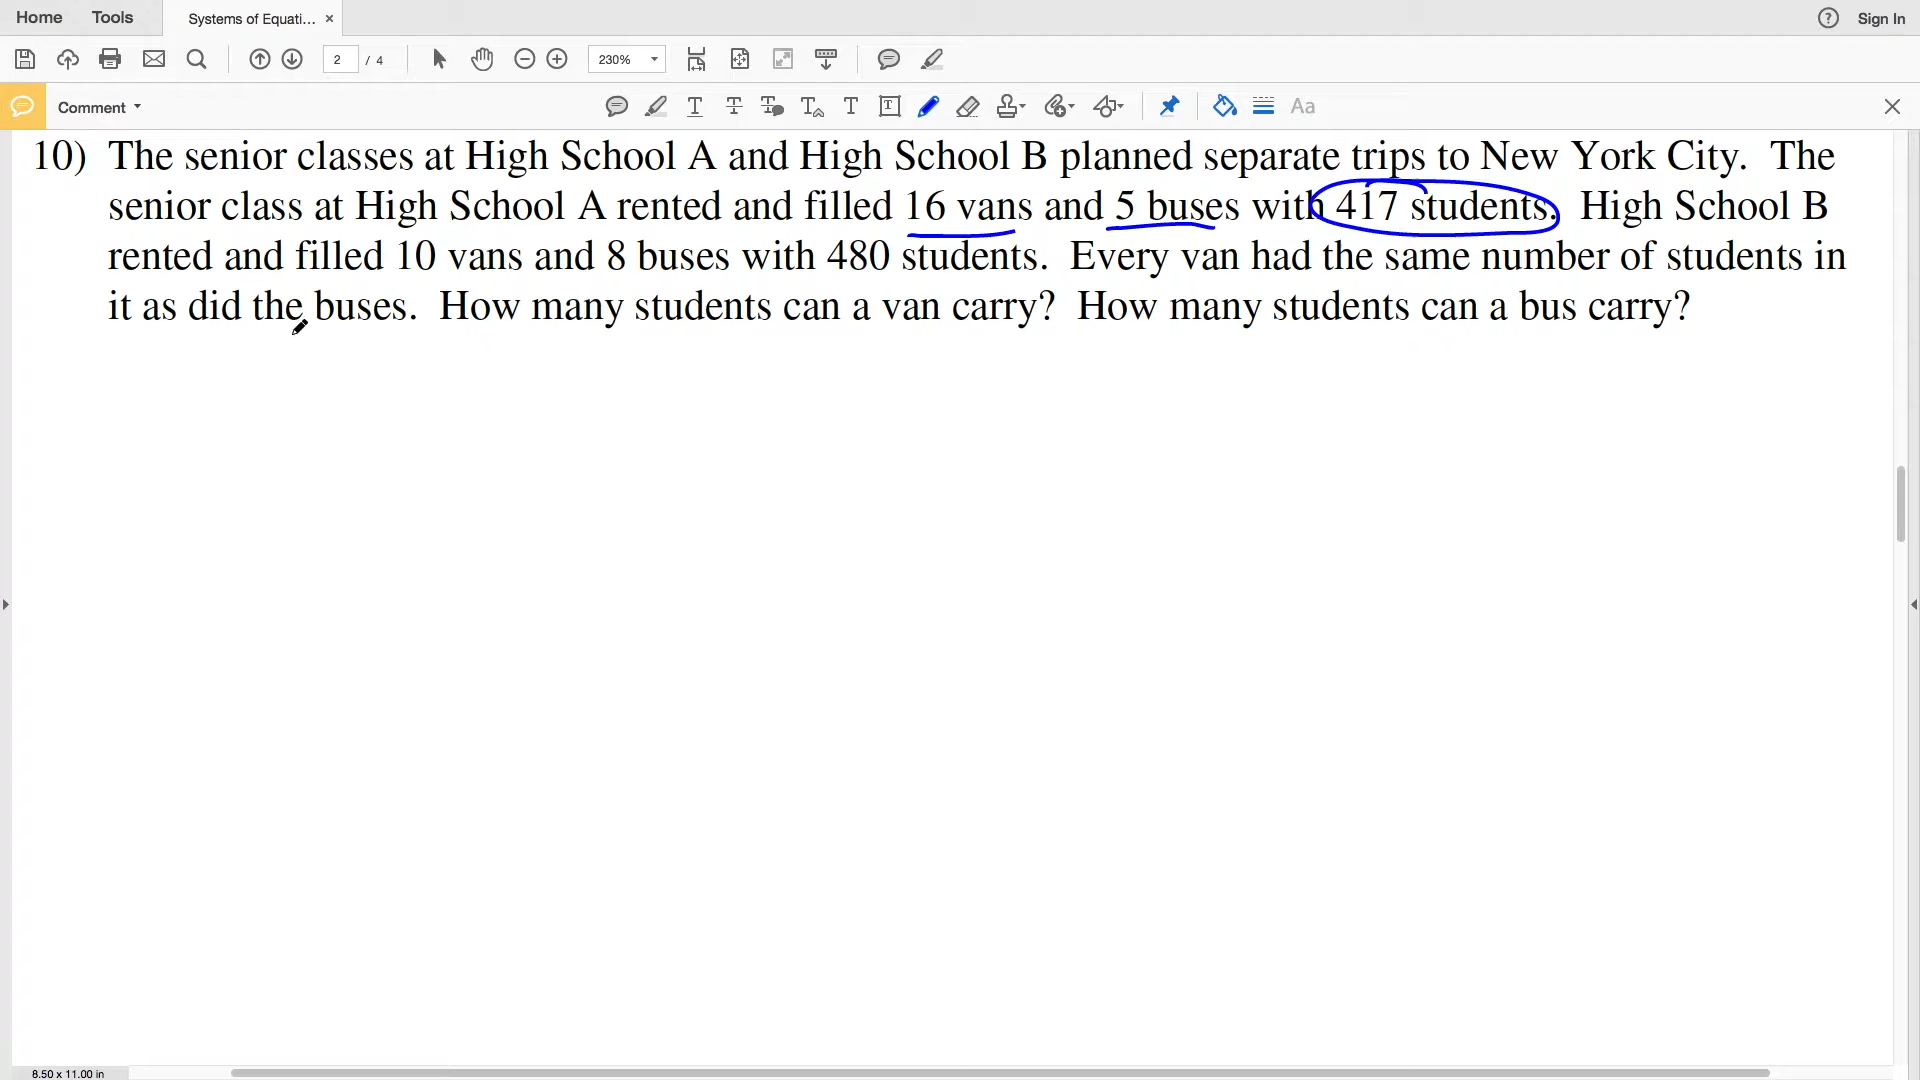 Home Tools Systems of Equati... × ? Sign In
2 / 4 230%
Comment T T T T T T Aa
10) The senior classes at High School A and High School B planned separate trips to New York City. The
senior class at High School A rented and filled 16 vans and 5 buses with 417 students. High School B
rented and filled 10 vans and 8 buses with 480 students. Every van had the same number of students in
it as did the buses. How many students can a van carry? How many students can a bus carry?
8.50 x 11.00 in